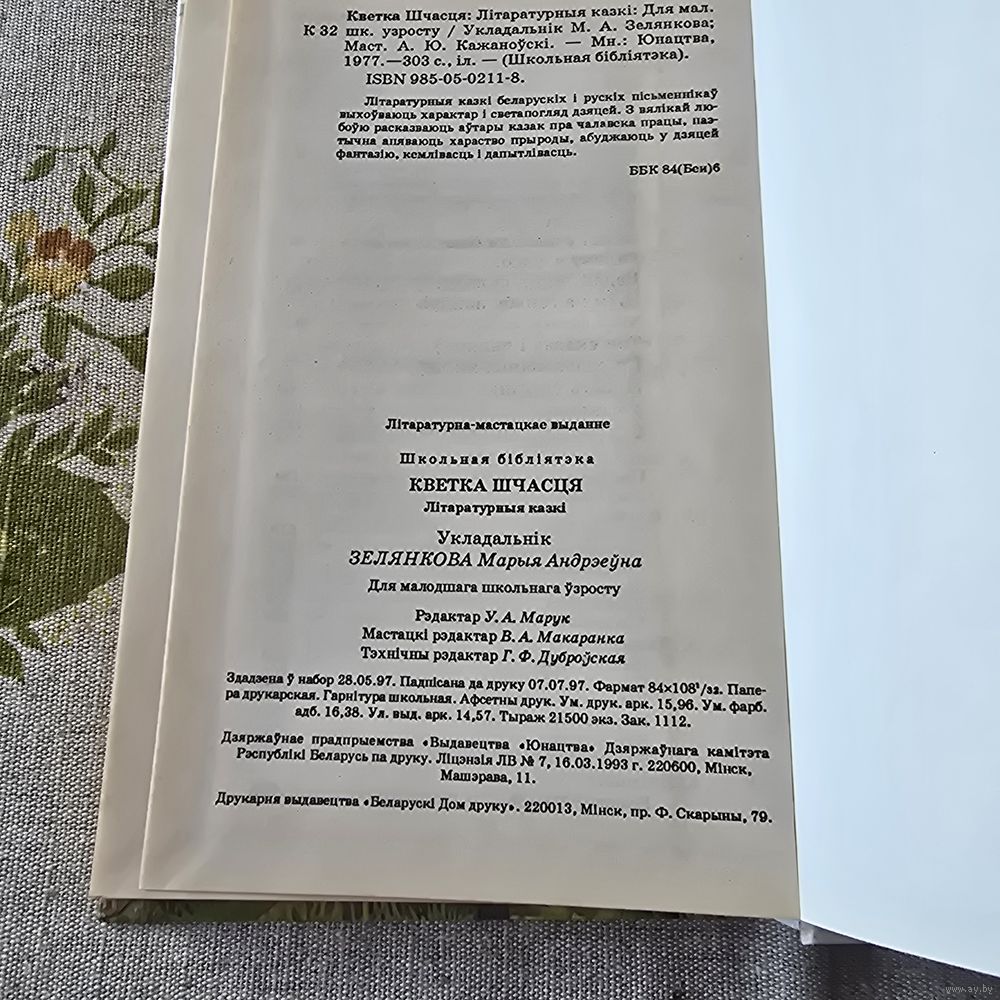 Кветка Шчасця: Літаратурныя казкі: Для мал.
К 32 шк. узросту / Укладальнік М. А. Зелянкова;
Маст. А. Ю. Кажаноўскі. — Мн.: Юнацтва,
1977.—303 с., іл. — (Школьная бібліятэка).
ISBN 985-05-0211-8.
Літаратурныя казкі беларускіх і рускіх пісьменнікаў
выхоўваюць характар і светапогляд дзяцей. З вялікай лю-
боўю расказваюць аўтары казак пра чалавека працы, паэ-
тычна апяваюць хараство прыроды, абуджаюць у дзяцей
фантазію, кемлівасць і дапытлівасць.
ББК 84(Беи)6
Літаратурна-мастацкае выданне
Школьная бібліятэка
КВЕТКА ШЧАСЦЯ
Літаратурныя казкі
Укладальнік
ЗЕЛЯНКОВА Марыя Андрэеўна
Для малодшага школьнага ўзросту
Рэдактар У. А. Марук
Мастацкі рэдактар В. А. Макаранка
Тэхнічны рэдактар Г. Ф. Дуброўская
Здадзена ў набор 28.05.97. Падпісана да друку 07.07.97. Фармат 84×108¹/₃₂. Папе-
ра друкарская. Гарнітура школьная. Афсетны друк. Ум. друк. арк. 15,96. Ум. фарб.
адб. 16,38. Ул. выд. арк. 14,57. Тыраж 21500 экз. Зак. 1112.
Дзяржаўнае прадпрыемства «Выдавецтва «Юнацтва» Дзяржаўнага камітэта
Рэспублікі Беларусь па друку. Ліцэнзія ЛВ № 7, 16.03.1993 г. 220600, Мінск,
Машэрава, 11.
Друкарня выдавецтва «Беларускі Дом друку». 220013, Мінск, пр. Ф. Скарыны, 79.
www.ay.by